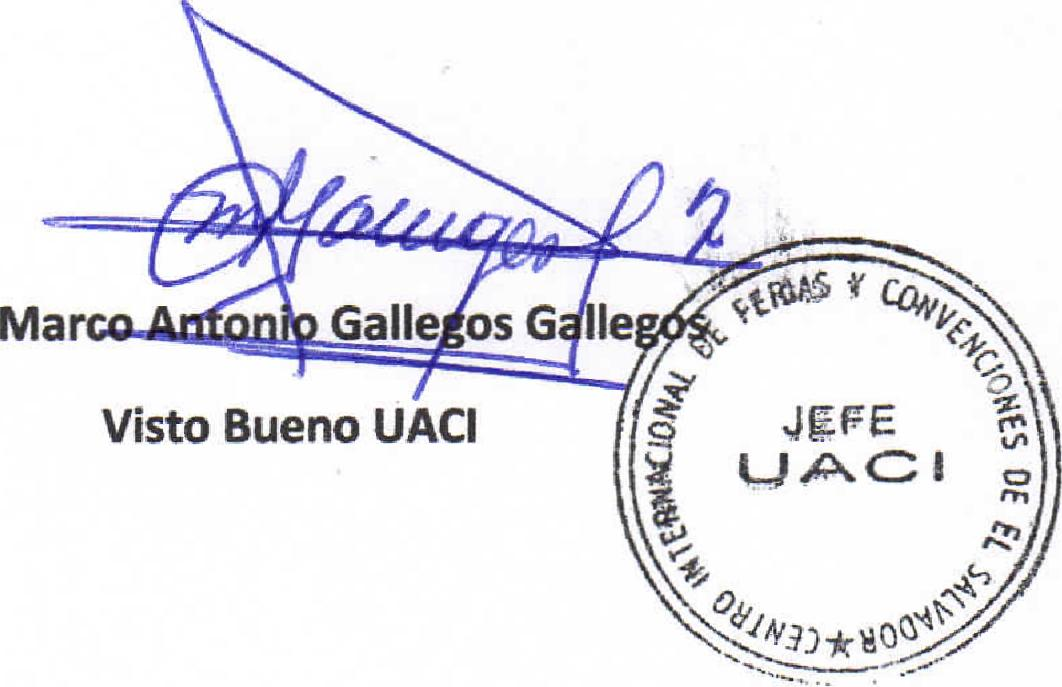 Marco Antonio Gallegos Gallegos
Visto Bueno UACI
CENTRO INTERNACIONAL DE FERIAS Y CONVENCIONES DE EL SALVADOR ★
JEFE
UACI